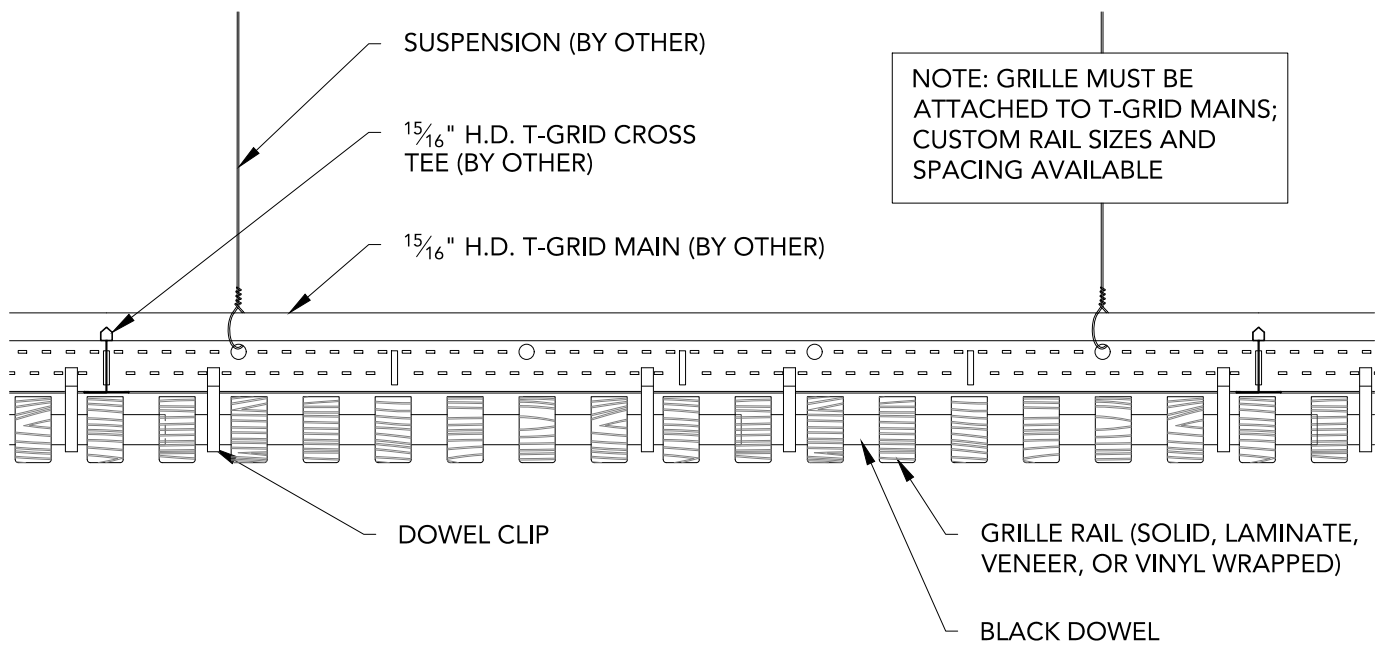 SUSPENSION (BY OTHER)
NOTE: GRILLE MUST BE
ATTACHED TO T-GRID MAINS;
CUSTOM RAIL SIZES AND
SPACING AVAILABLE
15/16" H.D. T-GRID CROSS
TEE (BY OTHER)
15/16" H.D. T-GRID MAIN (BY OTHER)
DOWEL CLIP
GRILLE RAIL (SOLID, LAMINATE,
VENEER, OR VINYL WRAPPED)
BLACK DOWEL